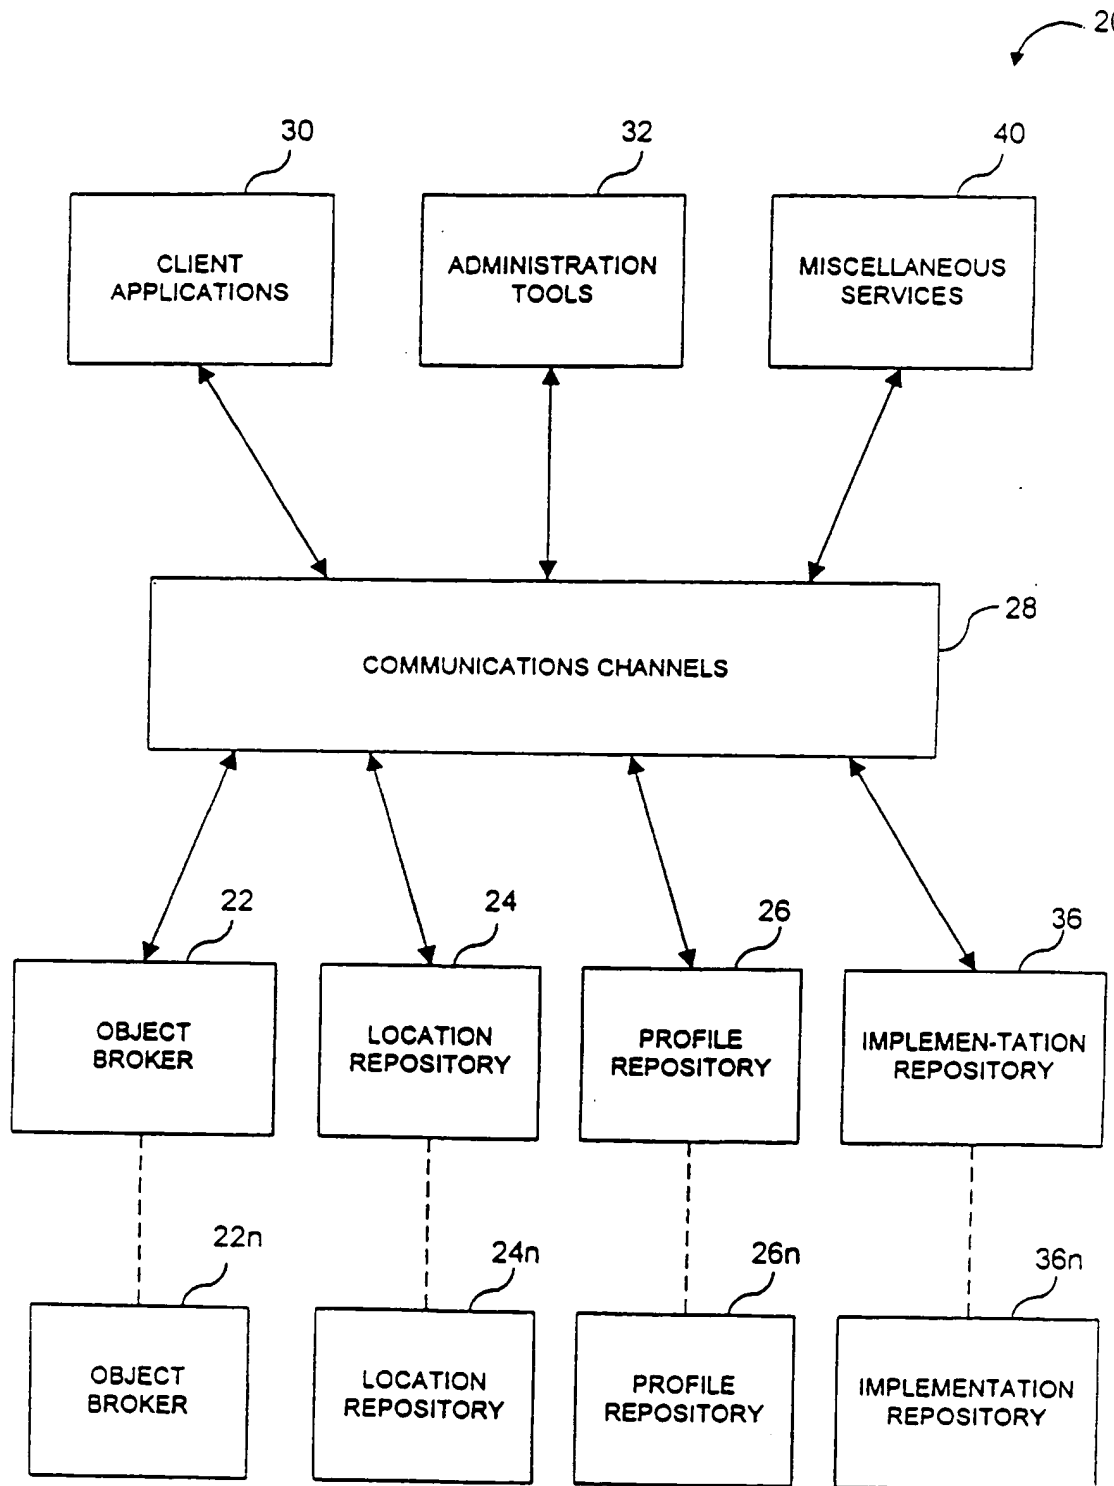 30
32
40
CLIENT
APPLICATIONS
ADMINISTRATION
TOOLS
MISCELLANEOUS
SERVICES
28
COMMUNICATIONS CHANNELS
22
24
26
36
OBJECT
BROKER
LOCATION
REPOSITORY
PROFILE
REPOSITORY
IMPLEMEN-TATION
REPOSITORY
22n
24n
26n
36n
OBJECT
BROKER
LOCATION
REPOSITORY
PROFILE
REPOSITORY
IMPLEMENTATION
REPOSITORY